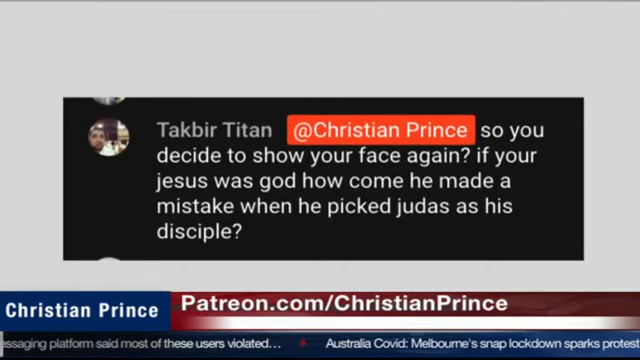 Takbir Titan @Christian Prince so you
decide to show your face again? if your
jesus was god how come he made a
mistake when he picked judas as his
disciple?
Christian Prince
Patreon.com/ChristianPrince
essaging platform said most of these users violated...
Australia Covid: Melbourne's snap lockdown sparks protest